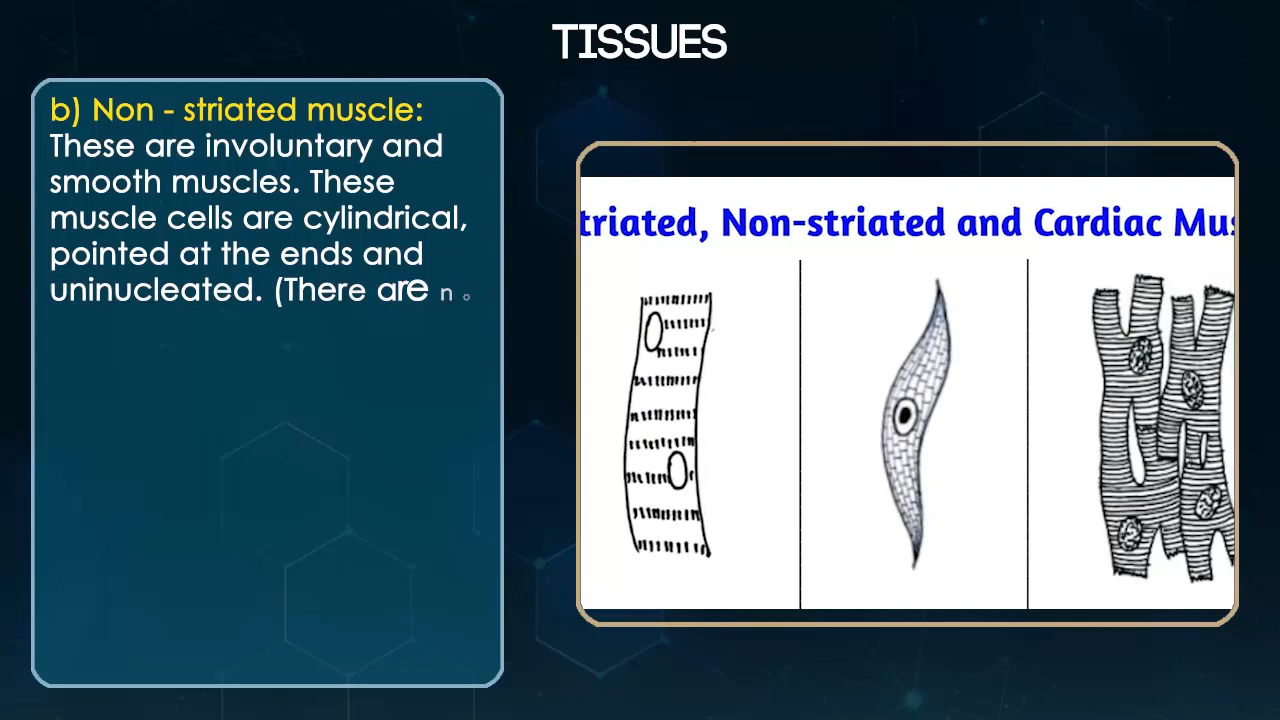 TISSUES
b) Non - striated muscle:
These are involuntary and
smooth muscles. These
muscle cells are cylindrical,
pointed at the ends and
uninucleated. (There are n o
triated, Non-striated and Cardiac Mus